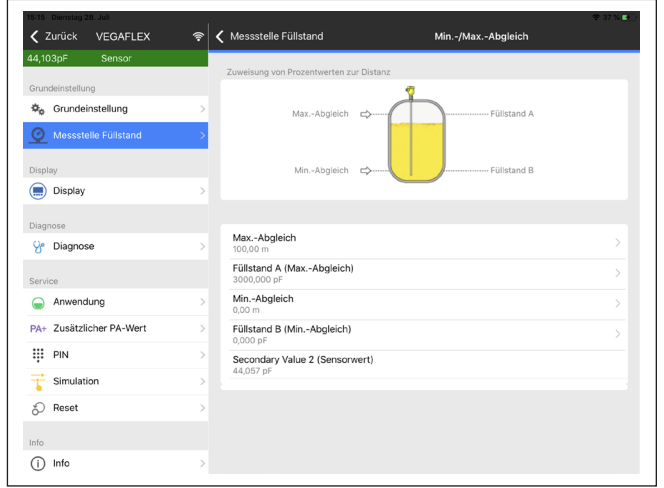 15:15 Dienstag 28. Juli
37 %
Zurück VEGAFLEX
Messstelle Füllstand
Min.-/Max.-Abgleich
44,103pF Sensor
Grundeinstellung
Grundeinstellung
Messstelle Füllstand
Display
Display
Diagnose
Diagnose
Service
Anwendung
PA+ Zusätzlicher PA-Wert
PIN
Simulation
Reset
Info
Info
Zuweisung von Prozentwerten zur Distanz
Max.-Abgleich
Füllstand A
Min.-Abgleich
Füllstand B
Max.-Abgleich
100,00 m
Füllstand A (Max.-Abgleich)
3000,000 pF
Min.-Abgleich
0,00 m
Füllstand B (Min.-Abgleich)
0,000 pF
Secondary Value 2 (Sensorwert)
44,057 pF